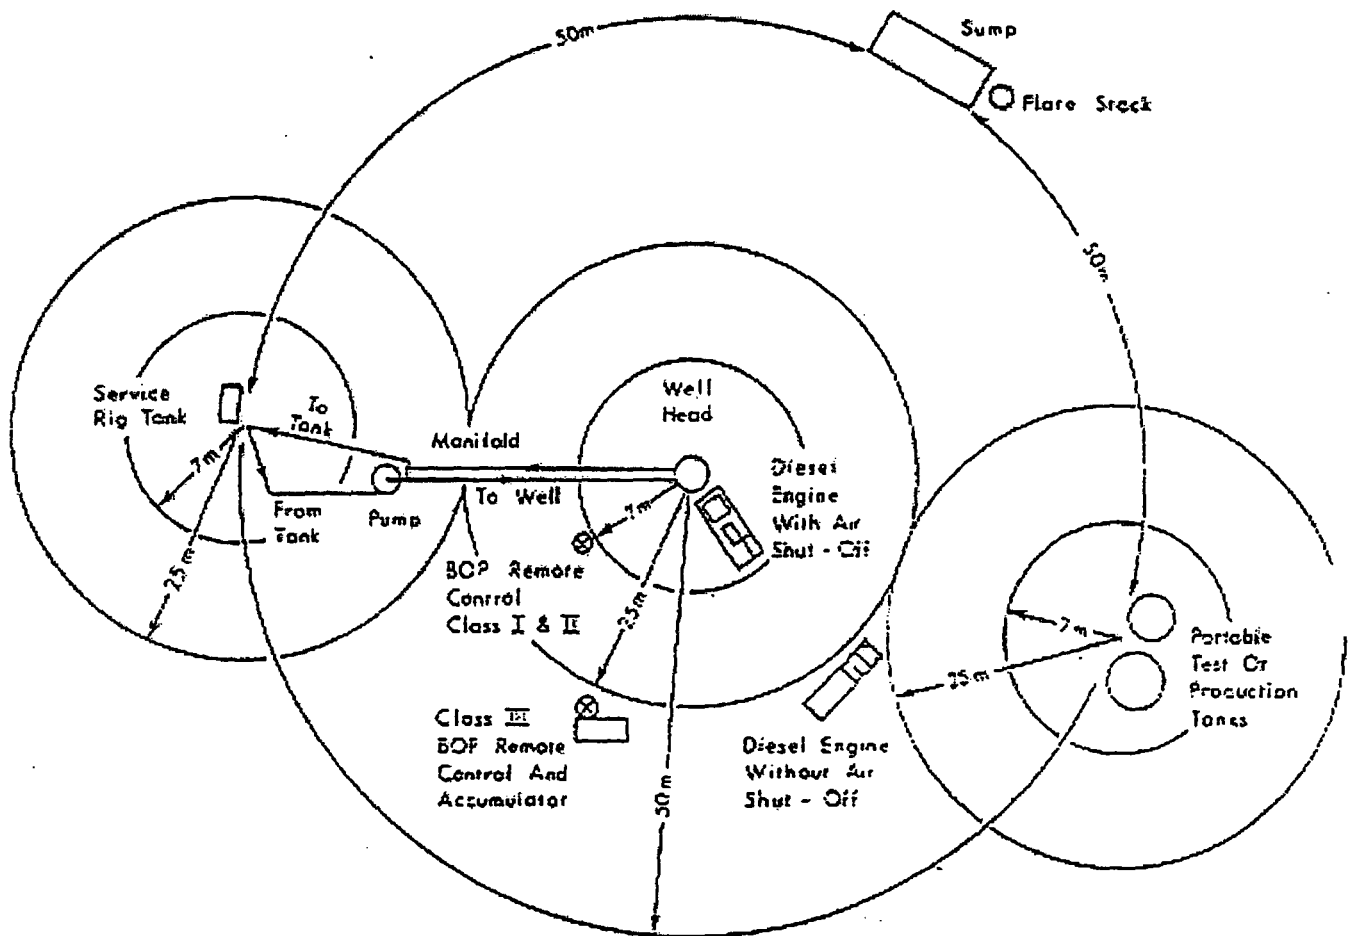 50m
Sump
Flare Stack
50m
Service
Rig Tank
To
Tank
7m
25m
From
Tank
Manifold
Pump
To Well
Well
Head
7m
25m
50m
Diesel
Engine
With Air
Shut - Off
BOP Remote
Control
Class I & II
Class III
BOP Remote
Control And
Accumulator
Diesel Engine
Without Air
Shut - Off
7m
25m
Portable
Test Or
Production
Tanks